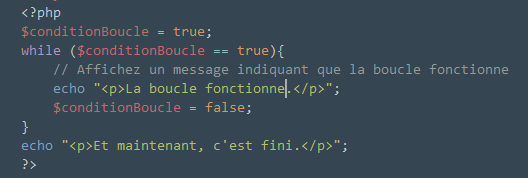 <?php
$conditionBoucle = true;
while ($conditionBoucle == true){
    // Affichez un message indiquant que la boucle fonctionne
    echo "<p>La boucle fonctionne.</p>";
    $conditionBoucle = false;
}
echo "<p>Et maintenant, c'est fini.</p>";
?>